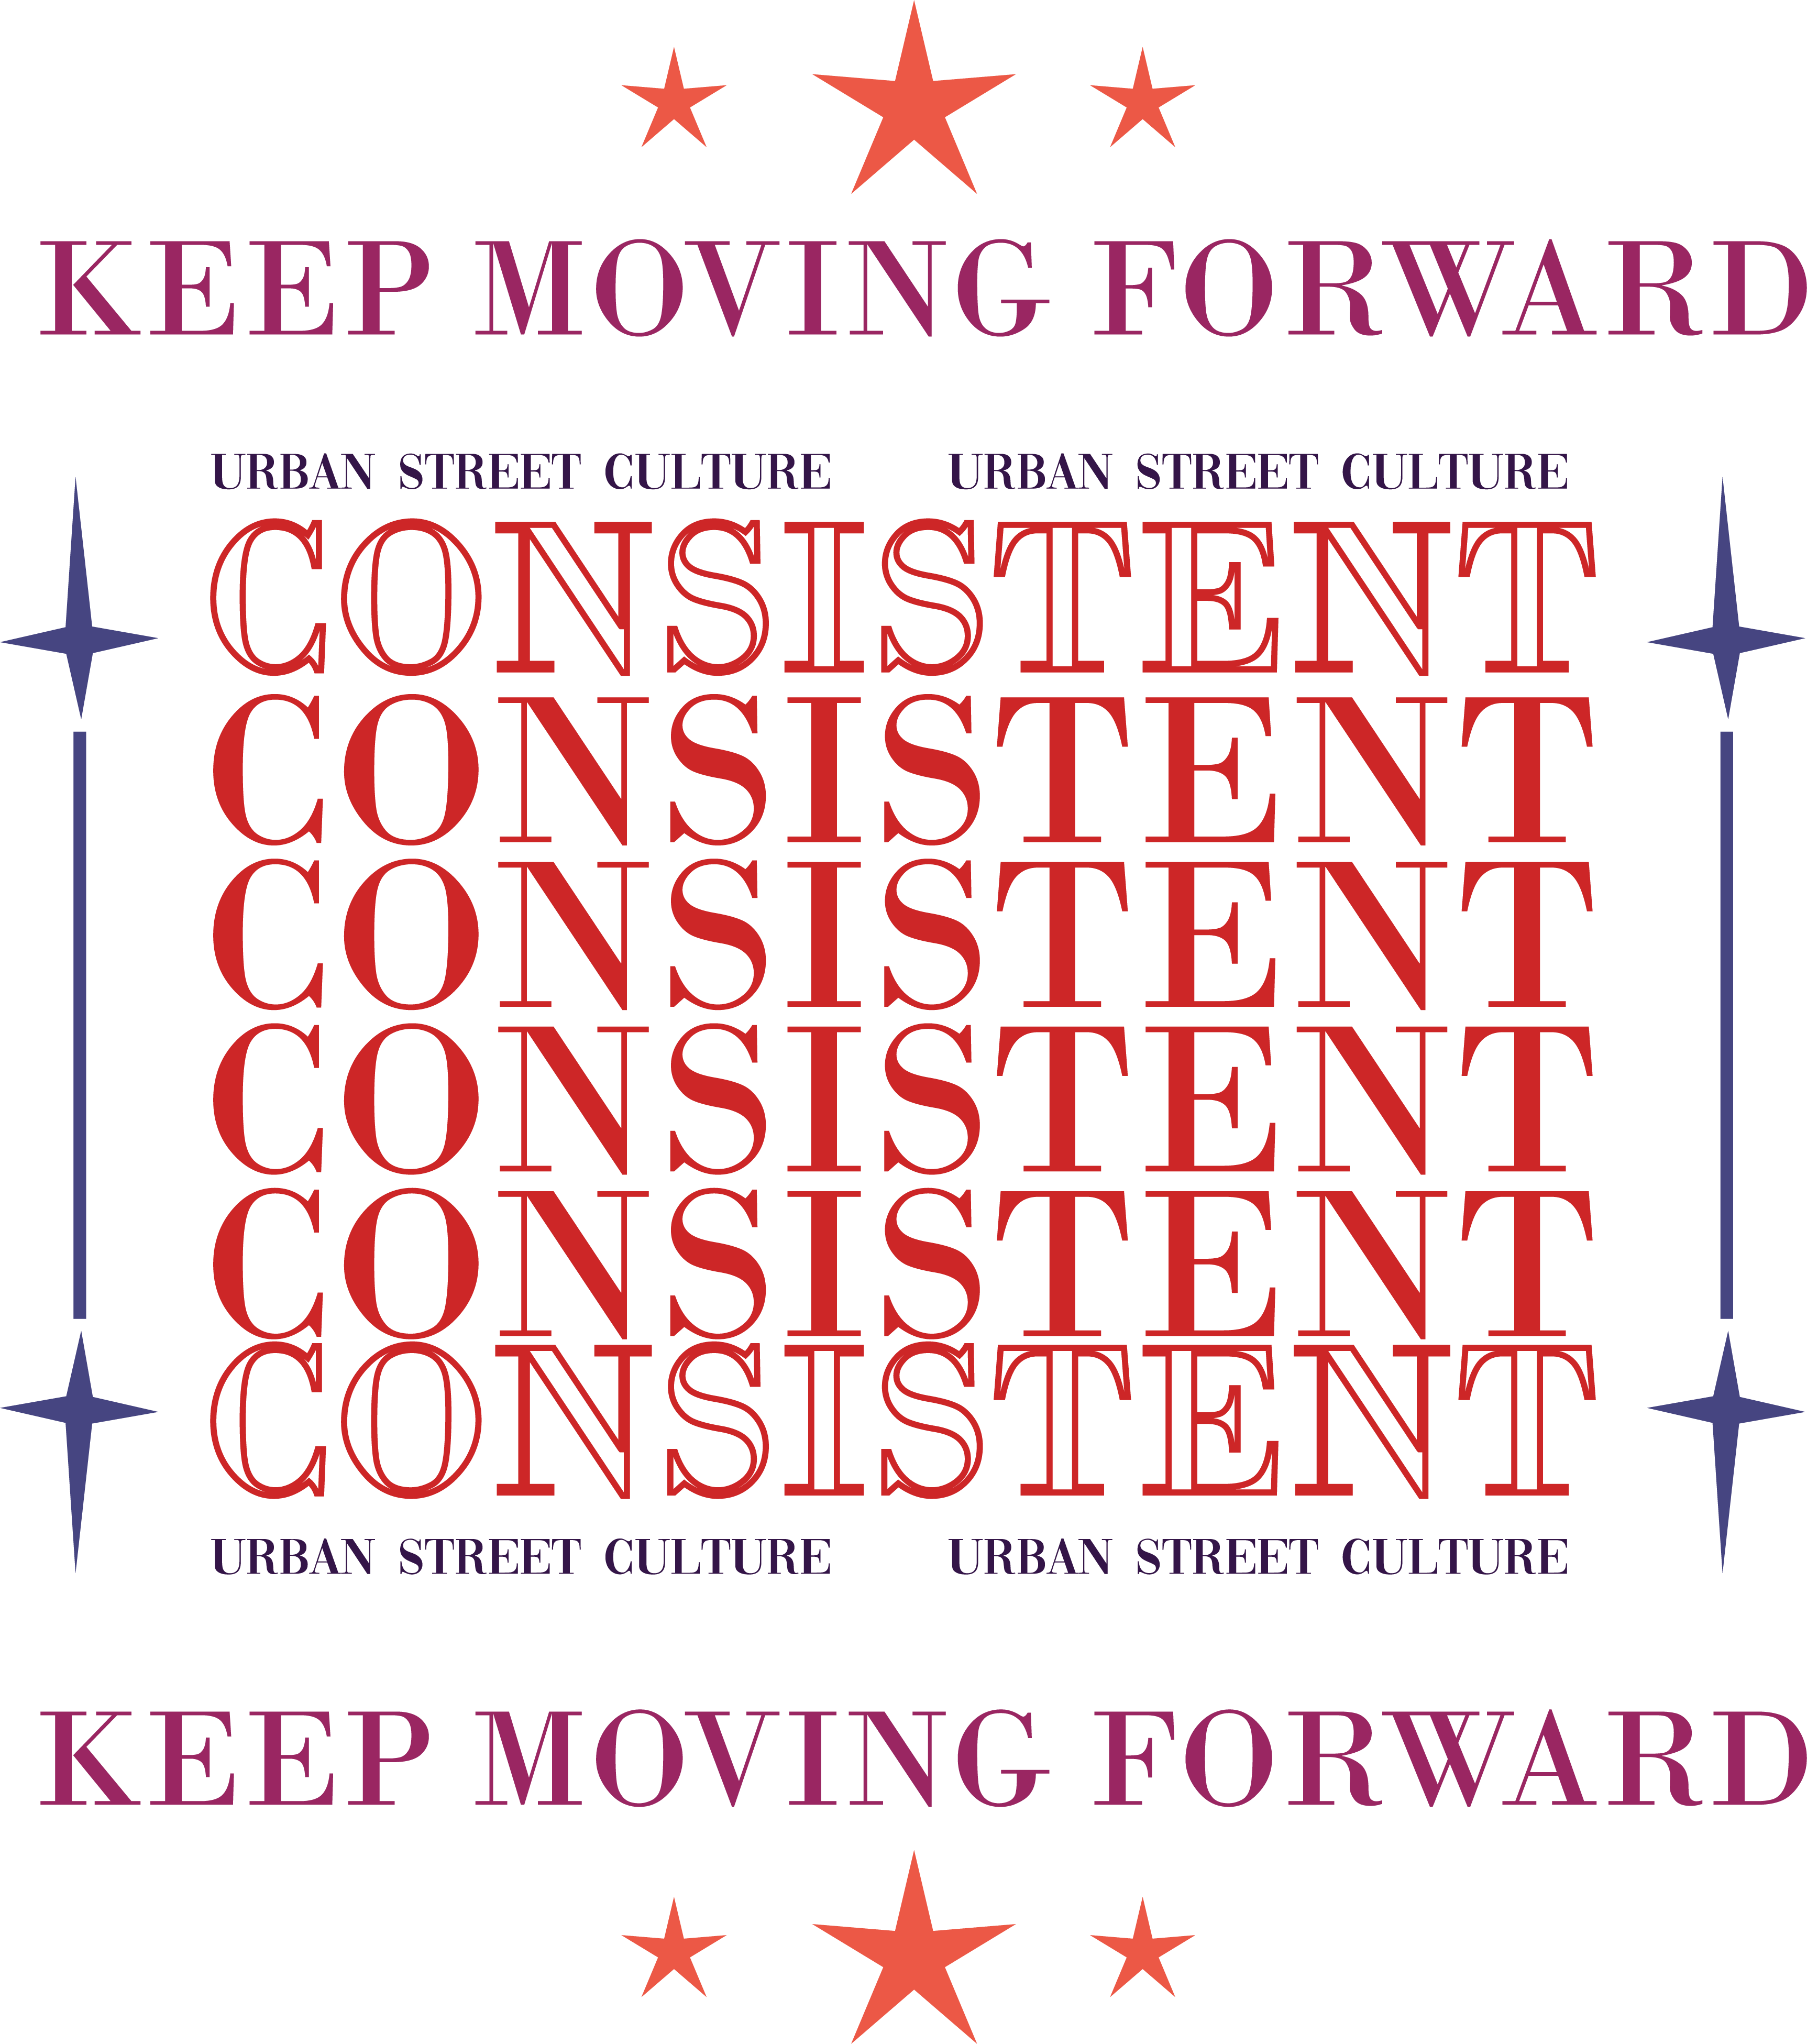 KEEP MOVING FORWARD
URBAN STREET CULTURE URBAN STREET CULTURE
CONSISTENT
CONSISTENT
CONSISTENT
CONSISTENT
CONSISTENT
CONSISTENT
URBAN STREET CULTURE URBAN STREET CULTURE
KEEP MOVING FORWARD